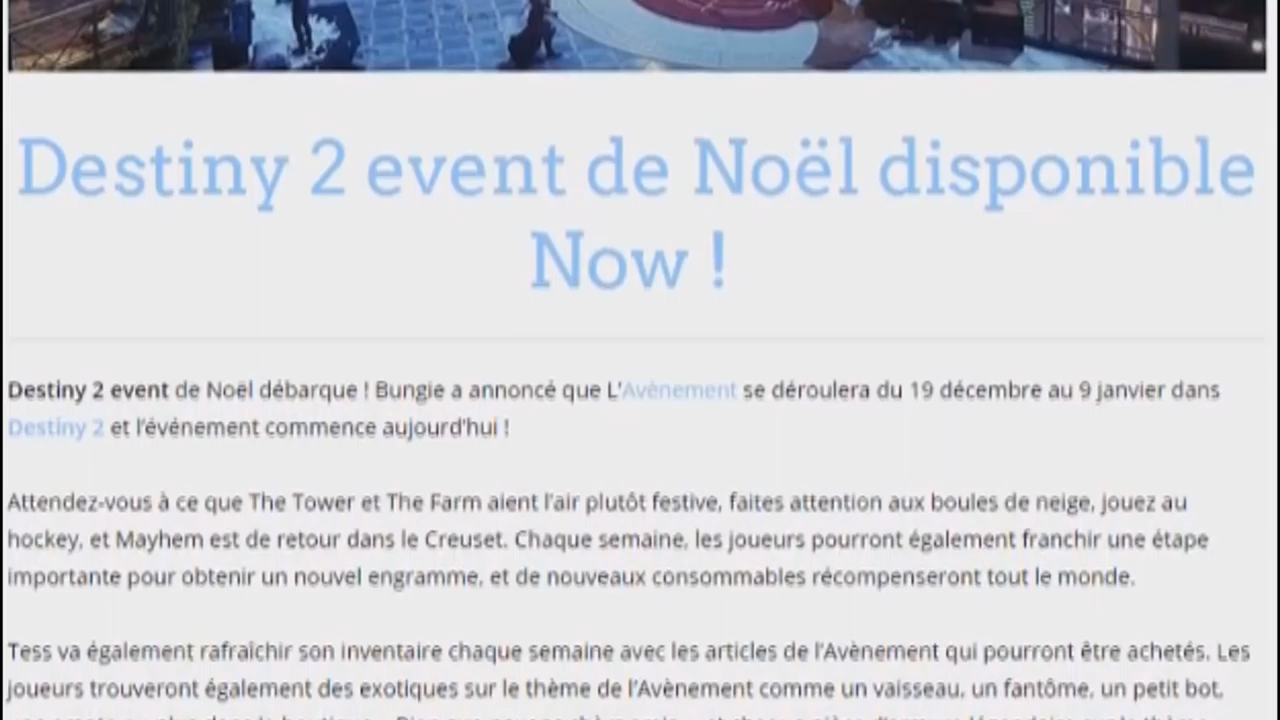 Destiny 2 event de Noël disponible
Now !
Destiny 2 event de Noël débarque ! Bungie a annoncé que L'Avènement se déroulera du 19 décembre au 9 janvier dans
Destiny 2 et l'événement commence aujourd'hui !
Attendez-vous à ce que The Tower et The Farm aient l'air plutôt festive, faites attention aux boules de neige, jouez au
hockey, et Mayhem est de retour dans le Creuset. Chaque semaine, les joueurs pourront également franchir une étape
importante pour obtenir un nouvel engramme, et de nouveaux consommables récompenseront tout le monde.
Tess va également rafraîchir son inventaire chaque semaine avec les articles de l'Avènement qui pourront être achetés. Les
joueurs trouveront également des exotiques sur le thème de l'Avènement comme un vaisseau, un fantôme, un petit bot,